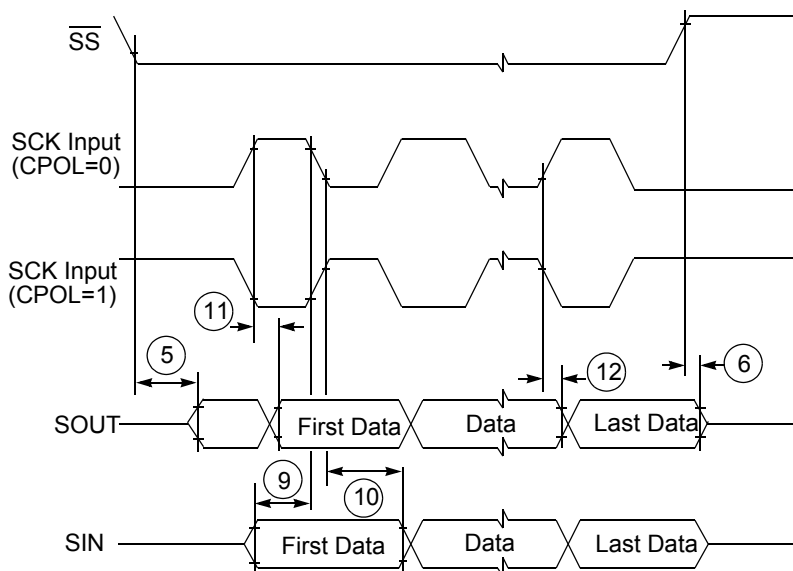 SS
SCK Input
(CPOL=0)
SCK Input
(CPOL=1)
11
5
12
6
SOUT
First Data
Data
Last Data
9
10
SIN
First Data
Data
Last Data